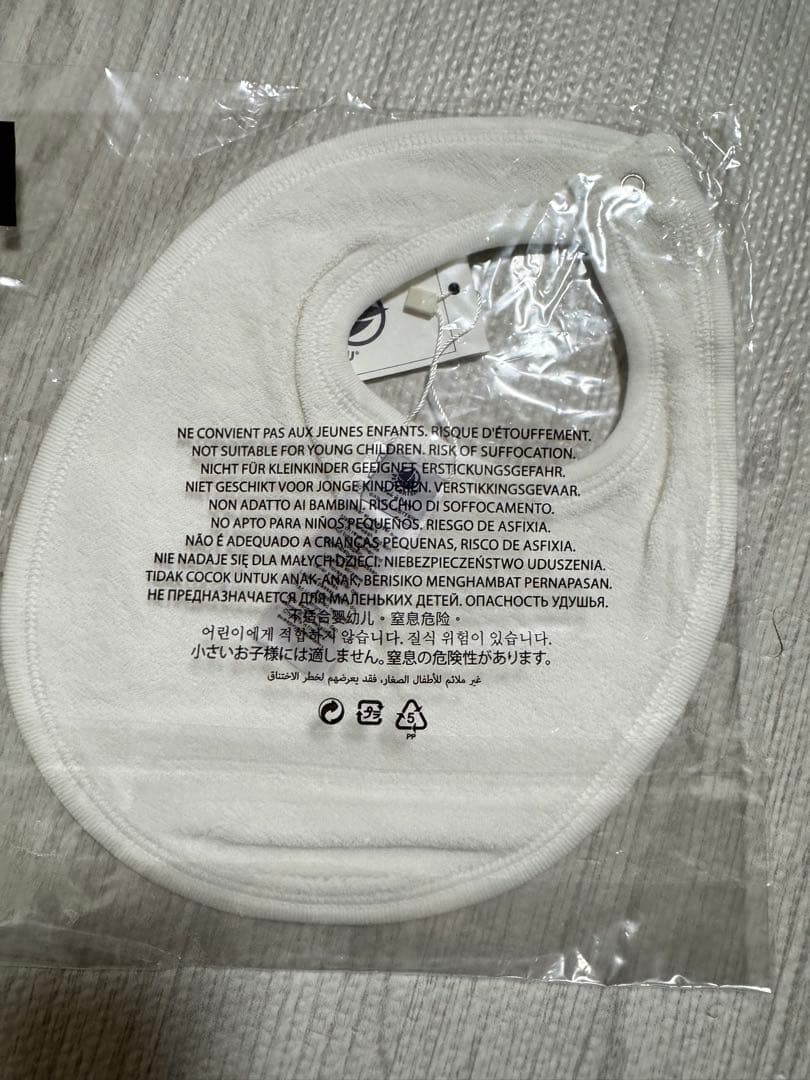 NE CONVIENT PAS AUX JEUNES ENFANTS. RISQUE D'ÉTOUFFEMENT.
NOT SUITABLE FOR YOUNG CHILDREN. RISK OF SUFFOCATION.
NICHT FÜR KLEINKINDER GEEIGNET, ERSTICKUNGSGEFAHR.
NIET GESCHIKT VOOR JONGE KINDEREN. VERSTIKKINGSGEVAAR.
NON ADATTO AI BAMBINI. RISCHIO DI SOFFOCAMENTO.
NO APTO PARA NIÑOS PEQUEÑOS. RIESGO DE ASFIXIA.
NÃO É ADEQUADO A CRIANÇAS PEQUENAS, RISCO DE ASFIXIA.
NIE NADAJE SIĘ DLA MAŁYCH DZIECI. NIEBEZPIECZEŃSTWO UDUSZENIA.
TIDAK COCOK UNTUK ANAK-ANAK, BERISIKO MENGHAMBAT PERNAPASAN.
НЕ ПРЕДНАЗНАЧАЕТСЯ ДЛЯ МАЛЕНЬКИХ ДЕТЕЙ. ОПАСНОСТЬ УДУШЬЯ.
不适合婴幼儿。窒息危险。
어린이에게 적합하지 않습니다. 질식 위험이 있습니다.
小さいお子様には適しません。窒息の危険性があります。
غير ملائم للأطفال الصغار، فقد يعرضهم لخطر الاختناق
プラ 5
PP